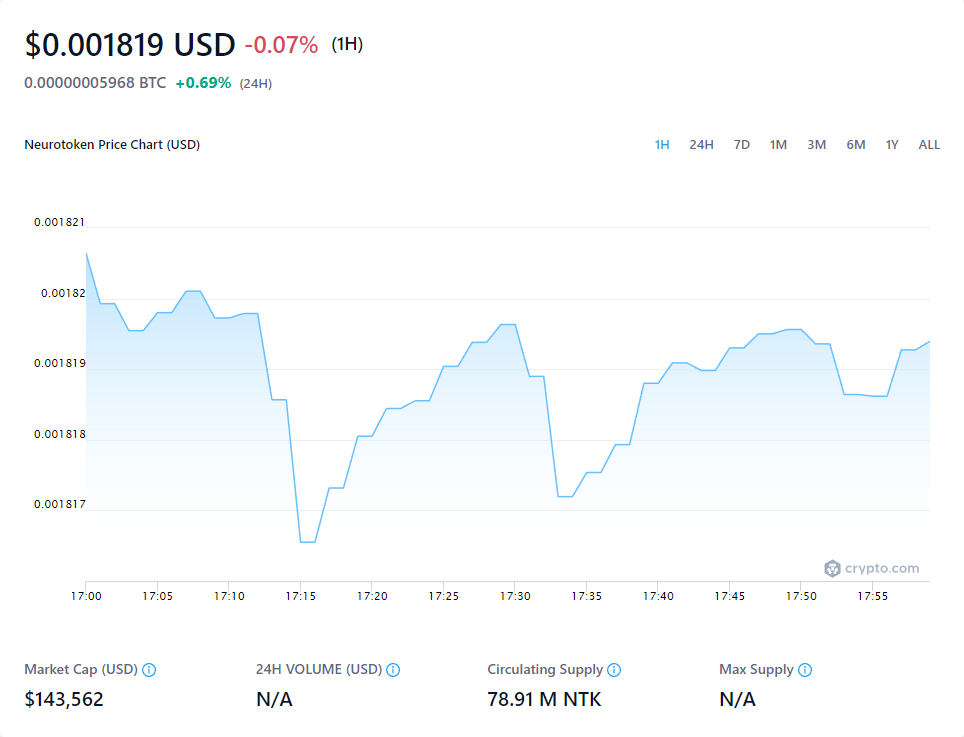 $0.001819 USD -0.07% (1H)
0.00000005968 BTC +0.69% (24H)
Neurotoken Price Chart (USD) 1H 24H 7D 1M 3M 6M 1Y ALL
0.001821
0.00182
0.001819
0.001818
0.001817
crypto.com
17:00 17:05 17:10 17:15 17:20 17:25 17:30 17:35 17:40 17:45 17:50 17:55
Market Cap (USD) 24H VOLUME (USD) Circulating Supply Max Supply
$143,562 N/A 78.91 M NTK N/A